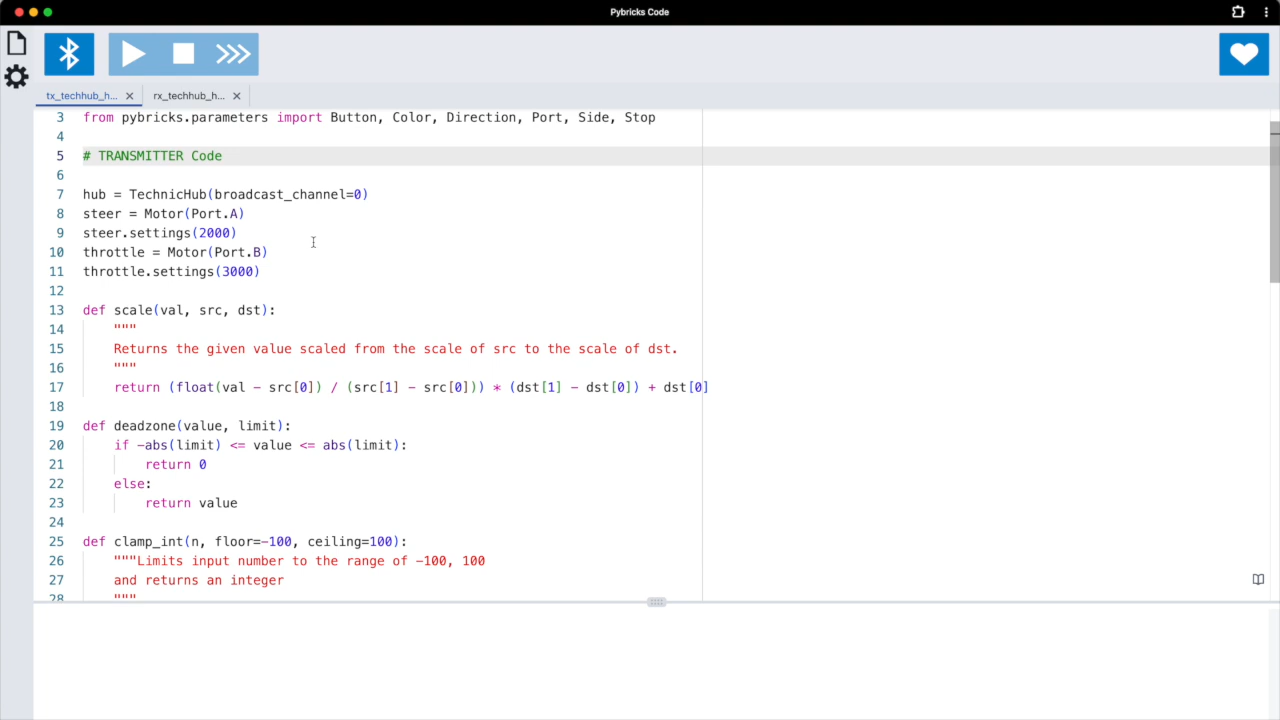 Pybricks Code
tx_techhub_h...
rx_techhub_h...
3 from pybricks.parameters import Button, Color, Direction, Port, Side, Stop
4
5 # TRANSMITTER Code
6
7 hub = TechnicHub(broadcast_channel=0)
8 steer = Motor(Port.A)
9 steer.settings(2000)
10 throttle = Motor(Port.B)
11 throttle.settings(3000)
12
13 def scale(val, src, dst):
14 """
15 Returns the given value scaled from the scale of src to the scale of dst.
16 """
17 return (float(val - src[0]) / (src[1] - src[0])) * (dst[1] - dst[0]) + dst[0]
18
19 def deadzone(value, limit):
20 if -abs(limit) <= value <= abs(limit):
21 return 0
22 else:
23 return value
24
25 def clamp_int(n, floor=-100, ceiling=100):
26 """Limits input number to the range of -100, 100
27 and returns an integer
28 """